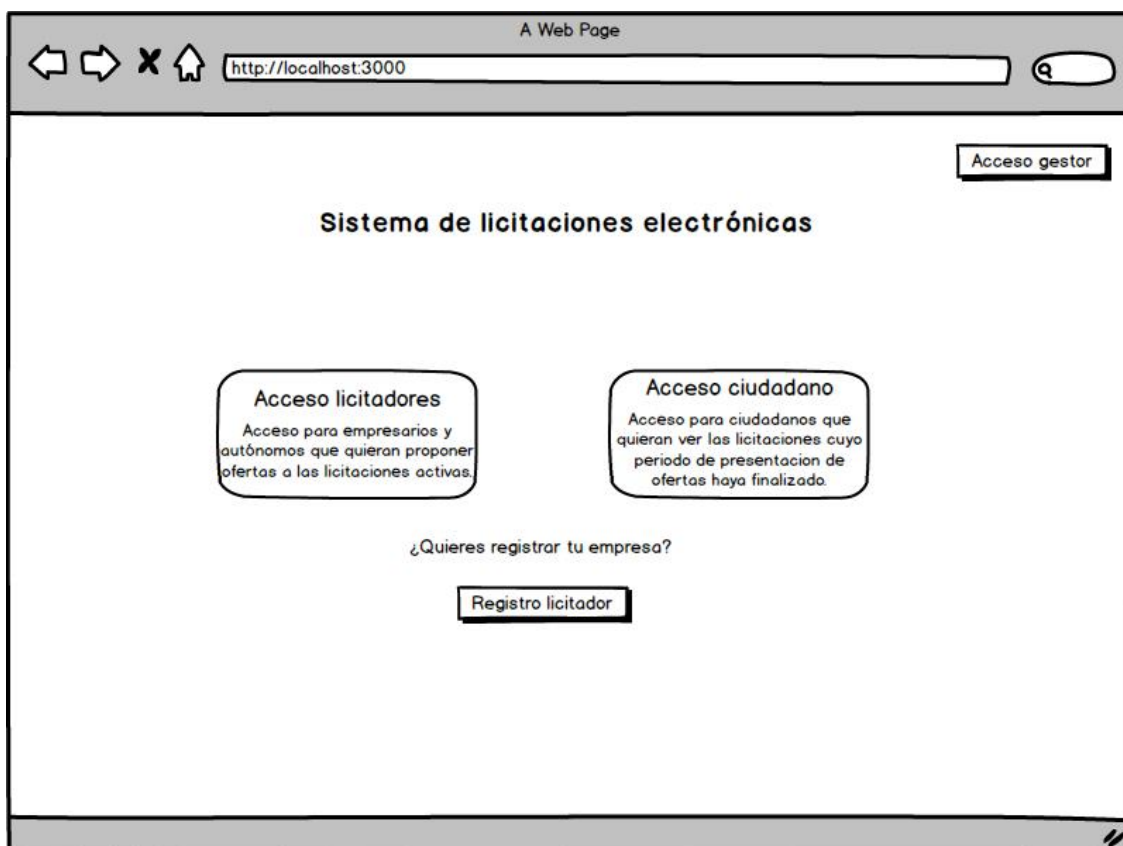 A Web Page
http://localhost:3000
Acceso gestor
Sistema de licitaciones electrónicas
Acceso licitadores
Acceso para empresarios y
autónomos que quieran proponer
ofertas a las licitaciones activas.
Acceso ciudadano
Acceso para ciudadanos que
quieran ver las licitaciones cuyo
periodo de presentacion de
ofertas haya finalizado.
¿Quieres registrar tu empresa?
Registro licitador